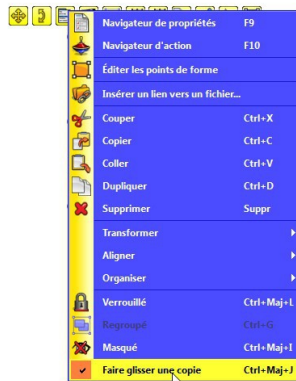 Navigateur de propriétés F9
Navigateur d'action F10
Éditer les points de forme
Insérer un lien vers un fichier...
Couper Ctrl+X
Copier Ctrl+C
Coller Ctrl+V
Dupliquer Ctrl+D
Supprimer Suppr
Transformer
Aligner
Organiser
Verrouillé Ctrl+Maj+L
Regroupé Ctrl+G
Masqué Ctrl+Maj+I
Faire glisser une copie Ctrl+Maj+J